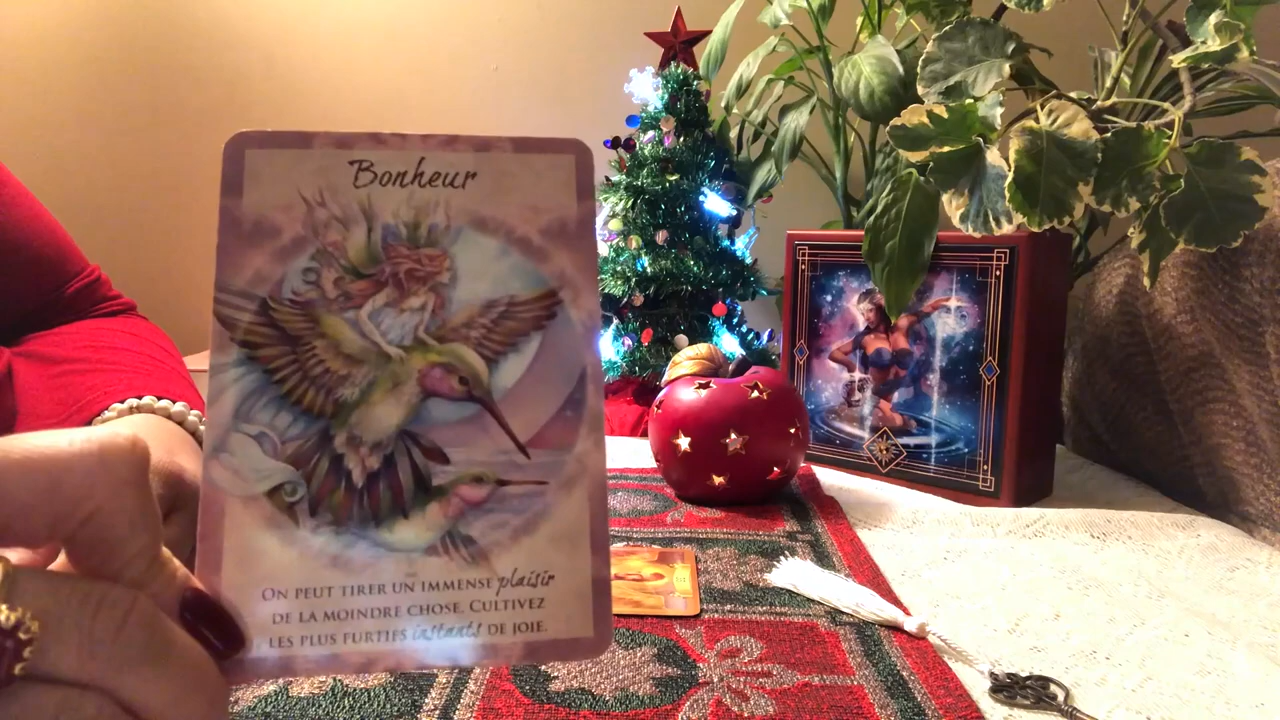 Bonheur
ON PEUT TIRER UN IMMENSE plaisir
DE LA MOINDRE CHOSE. CULTIVEZ
LES PLUS FURTIFS instants DE JOIE.